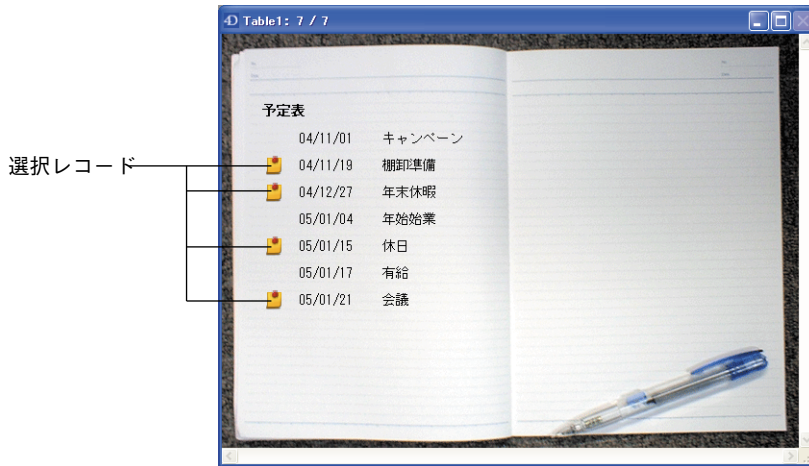 4D Table1: 7 / 7
予定表
04/11/01 キャンペーン
選択レコード
04/11/19 棚卸準備
04/12/27 年末休暇
05/01/04 年始始業
05/01/15 休日
05/01/17 有給
05/01/21 会議